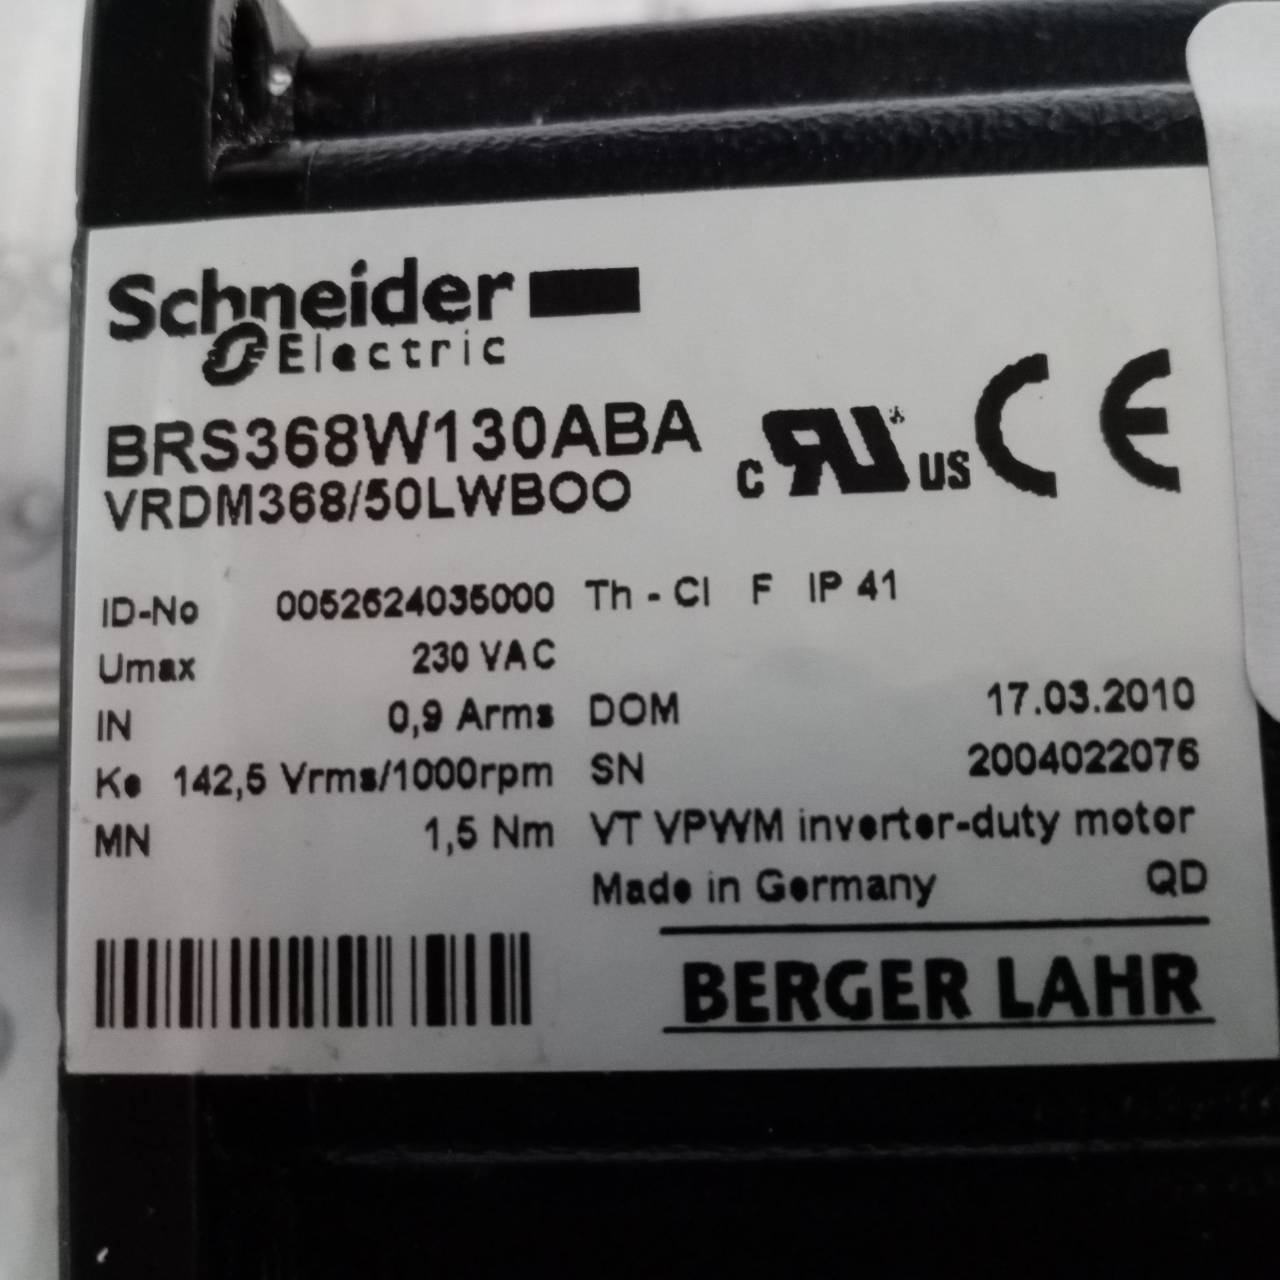 Schneider
Electric
BRS368W130ABA
VRDM368/50LWBOO
c RU US CE
ID-No 0052624035000 Th - Cl F IP 41
Umax 230 VAC
IN 0,9 Arms DOM 17.03.2010
Ke 142,5 Vrms/1000rpm SN 2004022076
MN 1,5 Nm VT VPWM inverter-duty motor
Made in Germany QD
BERGER LAHR